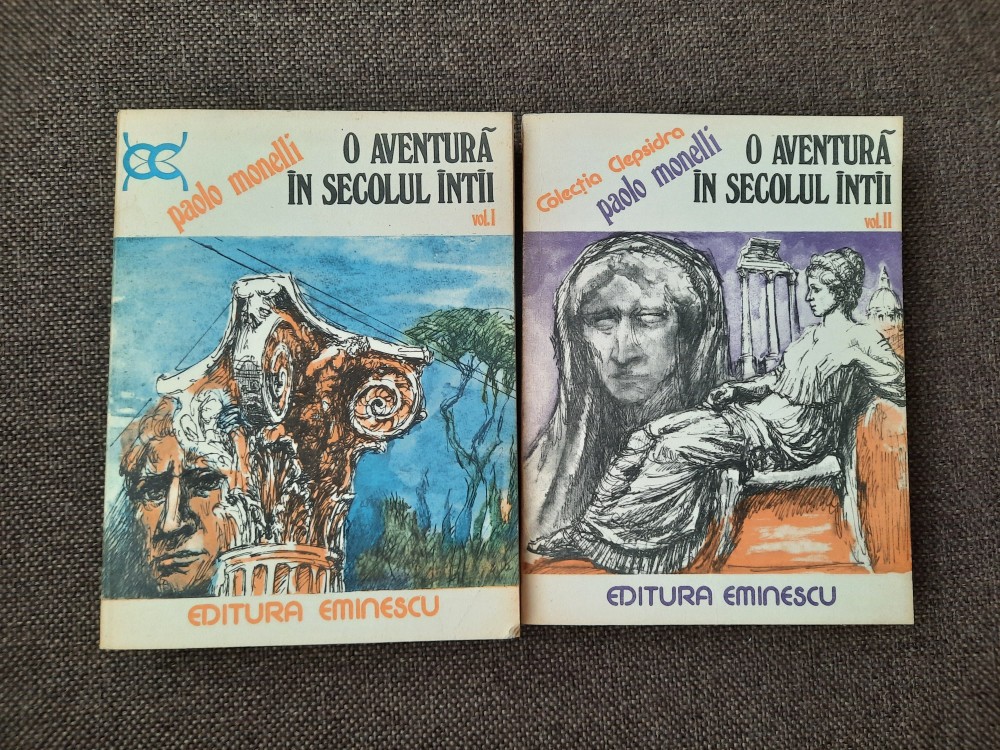 paolo monelli
O AVENTURĂ
ÎN SECOLUL ÎNTÎI
vol. I
EDITURA EMINESCU
Colecţia Clepsidra
paolo monelli
O AVENTURĂ
ÎN SECOLUL ÎNTÎI
vol. II
EDITURA EMINESCU